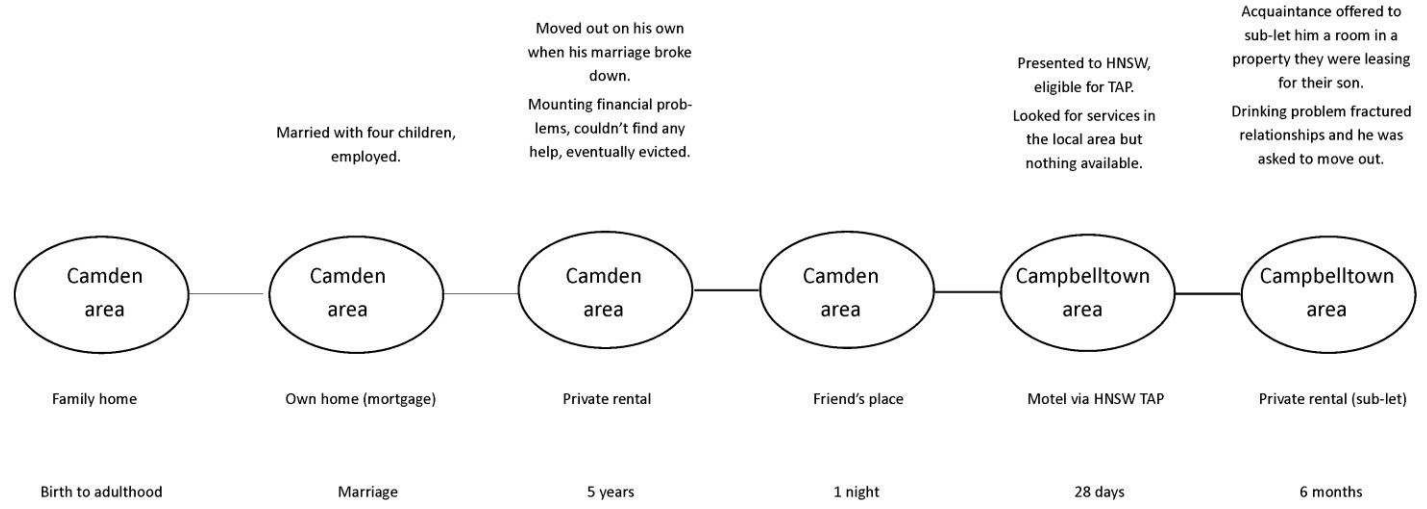 Moved out on his own
when his marriage broke
down.
Mounting financial prob-
lems, couldn't find any
help, eventually evicted.
Acquaintance offered to
sub-let him a room in a
property they were leasing
for their son.
Drinking problem fractured
relationships and he was
asked to move out.
Presented to HNSW,
eligible for TAP.
Looked for services in
the local area but
nothing available.
Married with four children,
employed.
Camden
area
Camden
area
Camden
area
Camden
area
Campbelltown
area
Campbelltown
area
Family home
Own home (mortgage)
Private rental
Friend's place
Motel via HNSW TAP
Private rental (sub-let)
Birth to adulthood
Marriage
5 years
1 night
28 days
6 months